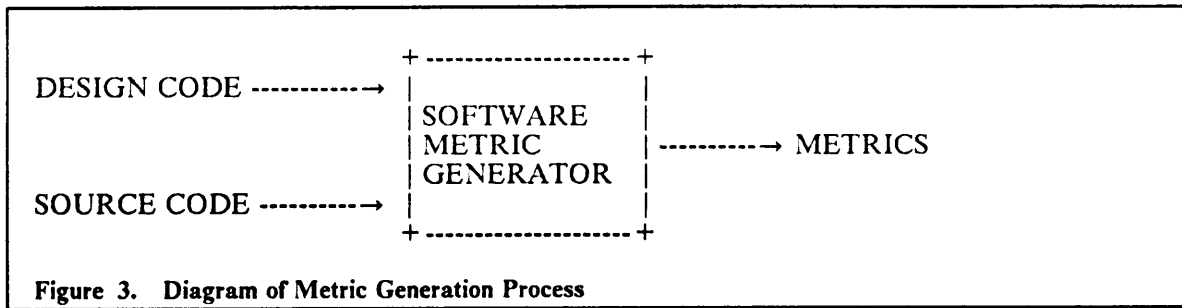 DESIGN CODE
SOFTWARE
METRIC
GENERATOR
METRICS
SOURCE CODE
Figure 3. Diagram of Metric Generation Process